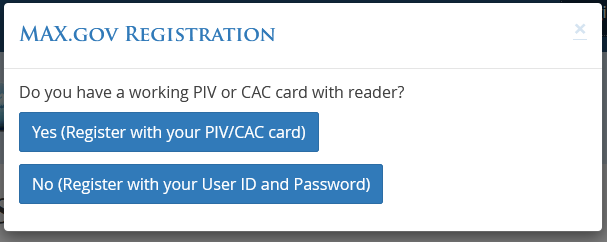 MAX.gov Registration
×
Do you have a working PIV or CAC card with reader?
Yes (Register with your PIV/CAC card)
No (Register with your User ID and Password)